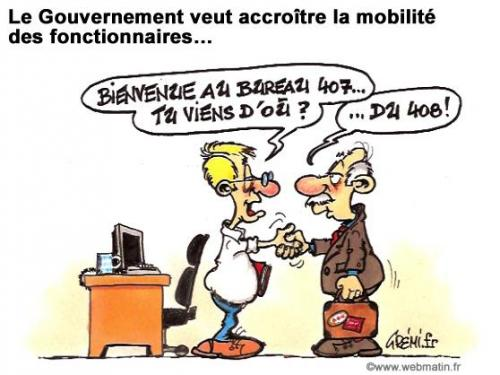 Le Gouvernement veut accroître la mobilité
des fonctionnaires...
BIENVENUE AU BUREAU 407...
TU VIENS D'OÙ ?
... DU 408 !
GRÉMI.fr
©www.webmatin.fr